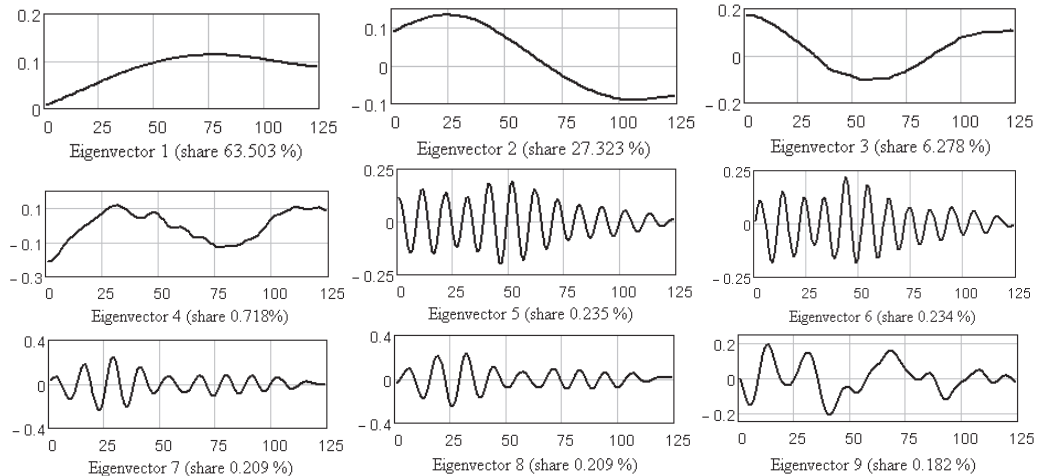 0.2
0.1
0
0 25 50 75 100 125
Eigenvector 1 (share 63.503 %)
0.1
0
− 0.1
0 25 50 75 100 125
Eigenvector 2 (share 27.323 %)
0.2
0
− 0.2
0 25 50 75 100 125
Eigenvector 3 (share 6.278 %)
0.1
− 0.1
− 0.3
0 25 50 75 100 125
Eigenvector 4 (share 0.718%)
0.25
0
− 0.25
0 25 50 75 100 125
Eigenvector 5 (share 0.235 %)
0.25
0
− 0.25
0 25 50 75 100 125
Eigenvector 6 (share 0.234 %)
0.4
0
− 0.4
0 25 50 75 100 125
Eigenvector 7 (share 0.209 %)
0.4
0
− 0.4
0 25 50 75 100 125
Eigenvector 8 (share 0.209 %)
0.2
0
− 0.2
0 25 50 75 100 125
Eigenvector 9 (share 0.182 %)